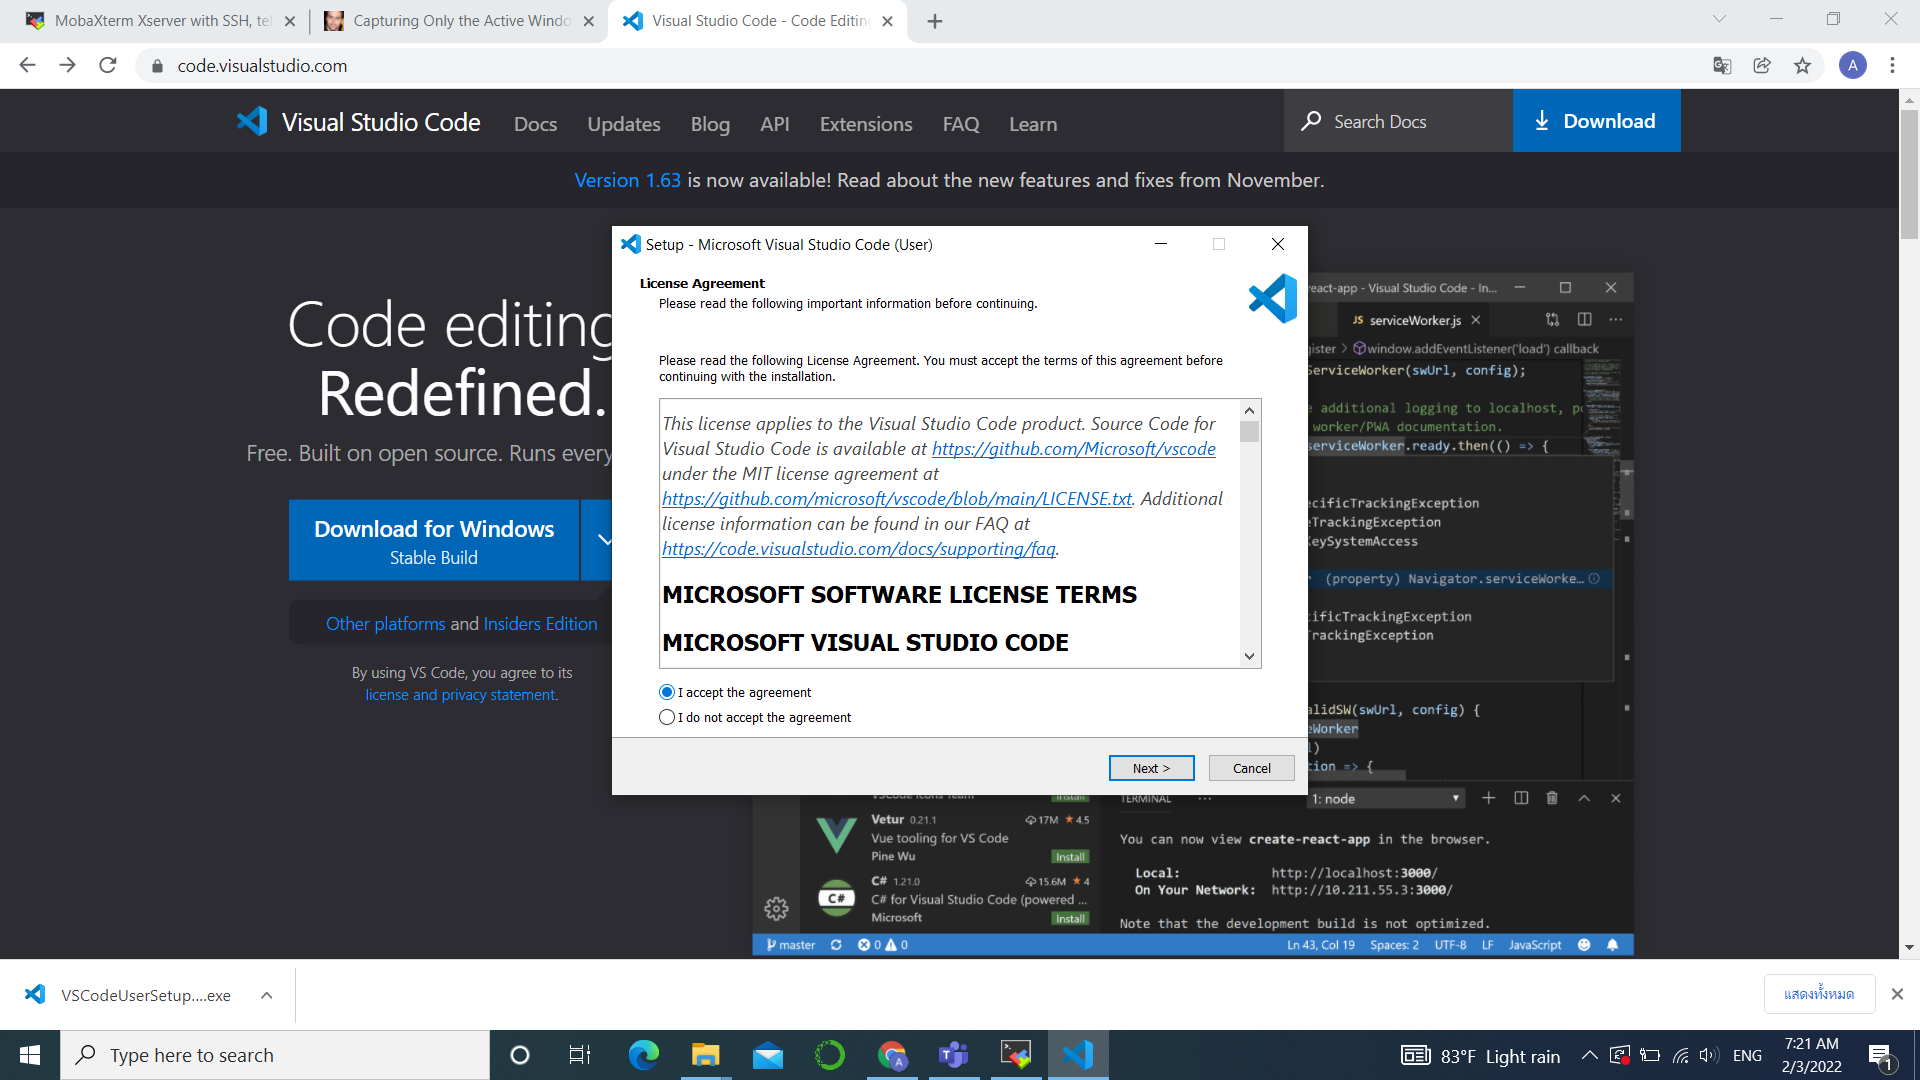 MobaXterm Xserver with SSH, tel
Capturing Only the Active Windo
Visual Studio Code - Code Editing
code.visualstudio.com
A
Visual Studio Code
Docs
Updates
Blog
API
Extensions
FAQ
Learn
Search Docs
Download
Version 1.63 is now available! Read about the new features and fixes from November.
Code editing
Redefined.
Free. Built on open source. Runs every
Download for Windows
Stable Build
Other platforms and Insiders Edition
By using VS Code, you agree to its
license and privacy statement.
Setup - Microsoft Visual Studio Code (User)
License Agreement
Please read the following important information before continuing.
Please read the following License Agreement. You must accept the terms of this agreement before
continuing with the installation.
This license applies to the Visual Studio Code product. Source Code for
Visual Studio Code is available at https://github.com/Microsoft/vscode
under the MIT license agreement at
https://github.com/microsoft/vscode/blob/main/LICENSE.txt. Additional
license information can be found in our FAQ at
https://code.visualstudio.com/docs/supporting/faq.
MICROSOFT SOFTWARE LICENSE TERMS
MICROSOFT VISUAL STUDIO CODE
I accept the agreement
I do not accept the agreement
Next >
Cancel
react-app - Visual Studio Code - In...
JS serviceWorker.js
ister > window.addEventListener('load') callback
ServiceWorker(swUrl, config);
e additional logging to localhost, p
worker/PWA documentation.
serviceWorker.ready.then(() => {
cificTrackingException
eTrackingException
KeySystemAccess
(property) Navigator.serviceWorke...
cificTrackingException
TrackingException
alidSW(swUrl, config) {
eWorker
l)
ction => {
VSCode Icons Team
Install
Vetur 0.21.1 17M 4.5
Vue tooling for VS Code
Pine Wu
Install
C# 1.21.0 15.6M 4
C#
C# for Visual Studio Code (powered ...
Microsoft
Install
TERMINAL
...
1: node
You can now view create-react-app in the browser.
Local: http://localhost:3000/
On Your Network: http://10.211.55.3:3000/
Note that the development build is not optimized.
master
0 0
Ln 43, Col 19
Spaces: 2
UTF-8
LF
JavaScript
VSCodeUserSetup....exe
แสดงทั้งหมด
Type here to search
A
83°F Light rain
ENG
7:21 AM
2/3/2022
1